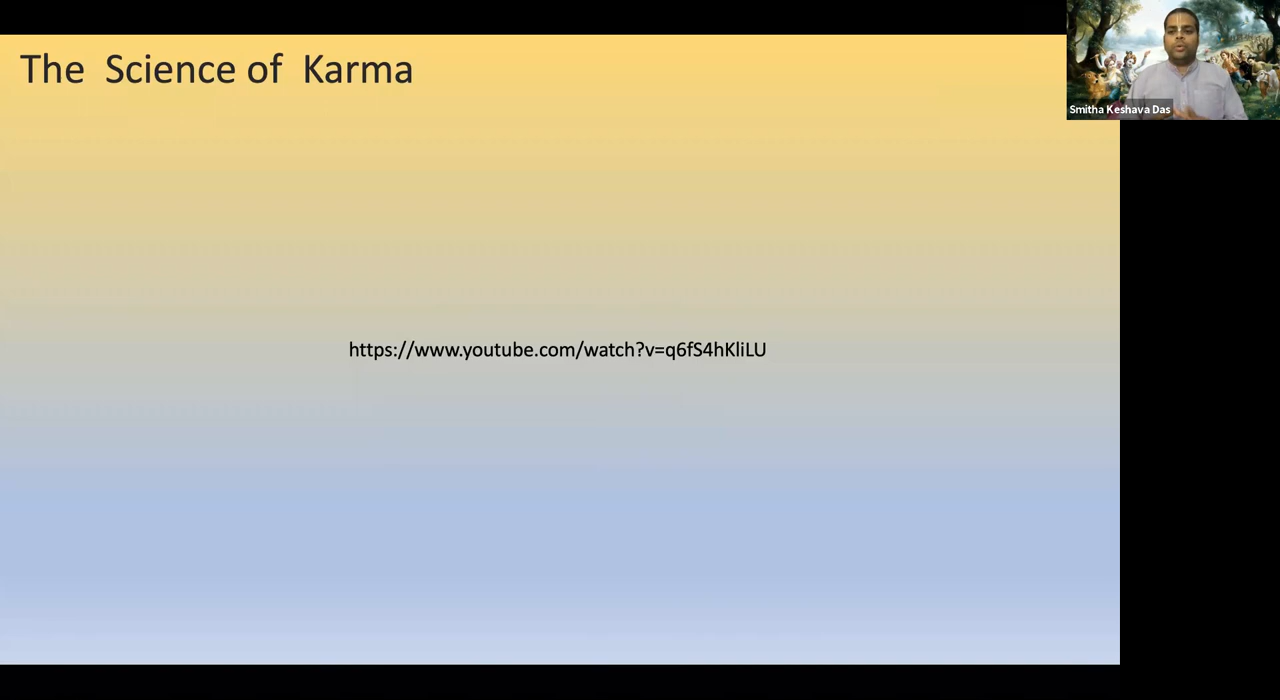 The Science of Karma
Smitha Keshava Das
https://www.youtube.com/watch?v=q6fS4hKliLU